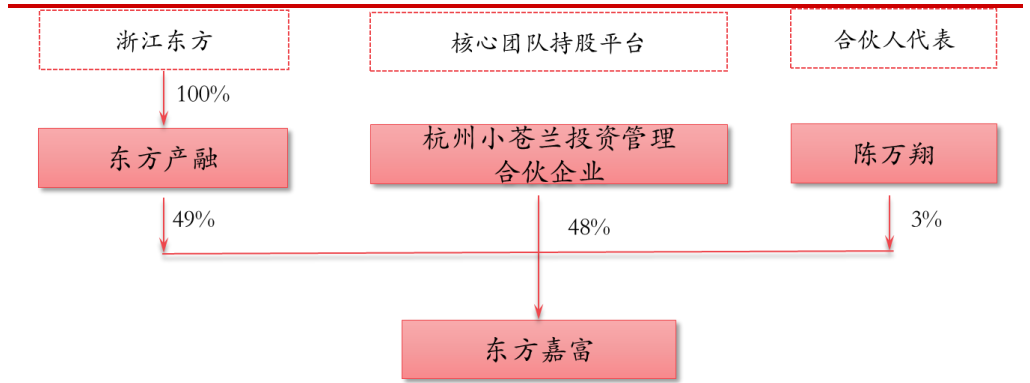 浙江东方
核心团队持股平台
合伙人代表
100%
东方产融
杭州小苍兰投资管理
合伙企业
陈万翔
49%
48%
3%
东方嘉富